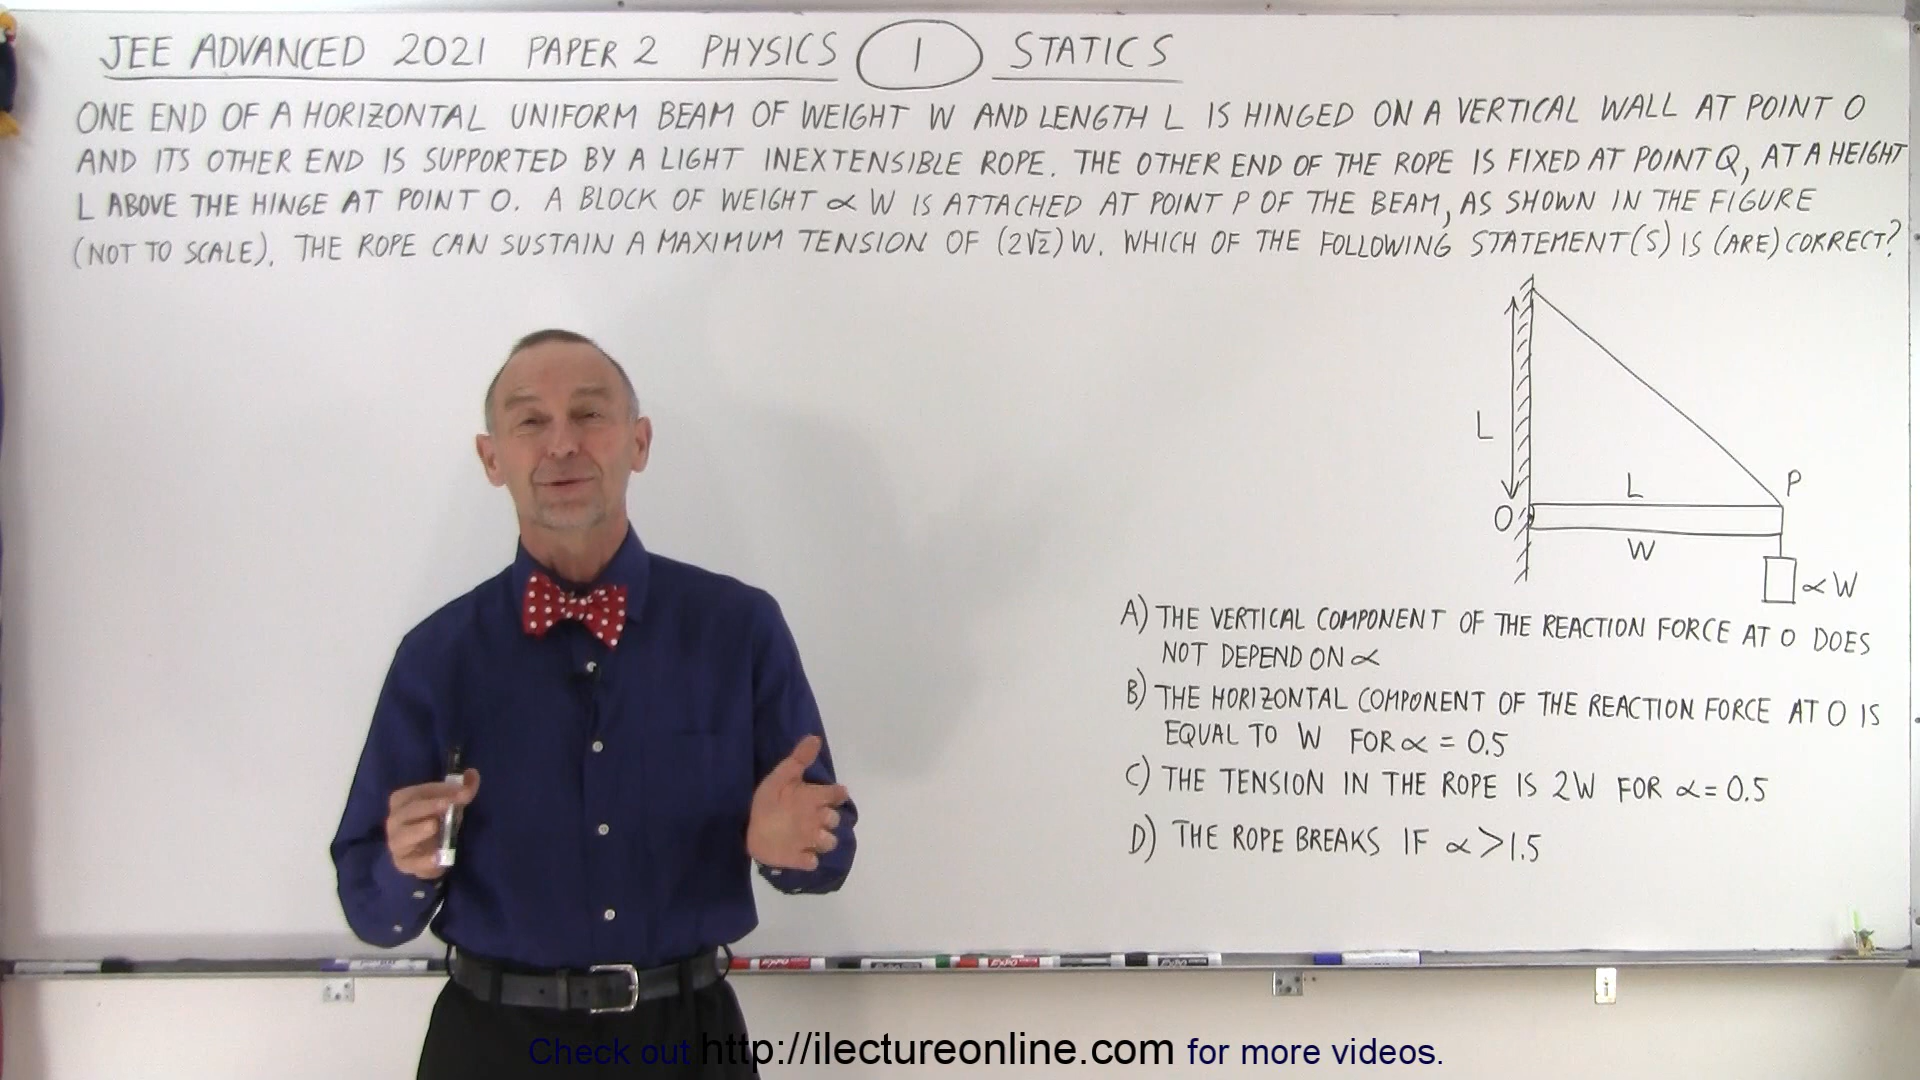 JEE ADVANCED 2021 PAPER 2 PHYSICS 1 STATICS
ONE END OF A HORIZONTAL UNIFORM BEAM OF WEIGHT W AND LENGTH L IS HINGED ON A VERTICAL WALL AT POINT O
AND ITS OTHER END IS SUPPORTED BY A LIGHT INEXTENSIBLE ROPE. THE OTHER END OF THE ROPE IS FIXED AT POINT Q, AT A HEIGHT
L ABOVE THE HINGE AT POINT O. A BLOCK OF WEIGHT ∝ W IS ATTACHED AT POINT P OF THE BEAM, AS SHOWN IN THE FIGURE
(NOT TO SCALE). THE ROPE CAN SUSTAIN A MAXIMUM TENSION OF (2√2)W. WHICH OF THE FOLLOWING STATEMENT(S) IS (ARE) CORRECT?
L
L
P
O
W
∝ W
A) THE VERTICAL COMPONENT OF THE REACTION FORCE AT O DOES
NOT DEPEND ON ∝
B) THE HORIZONTAL COMPONENT OF THE REACTION FORCE AT O IS
EQUAL TO W FOR ∝ = 0.5
C) THE TENSION IN THE ROPE IS 2W FOR ∝ = 0.5
D) THE ROPE BREAKS IF ∝ > 1.5
EXPO
EXPO
EXPO
EXPO
Check out http://ilectureonline.com for more videos.